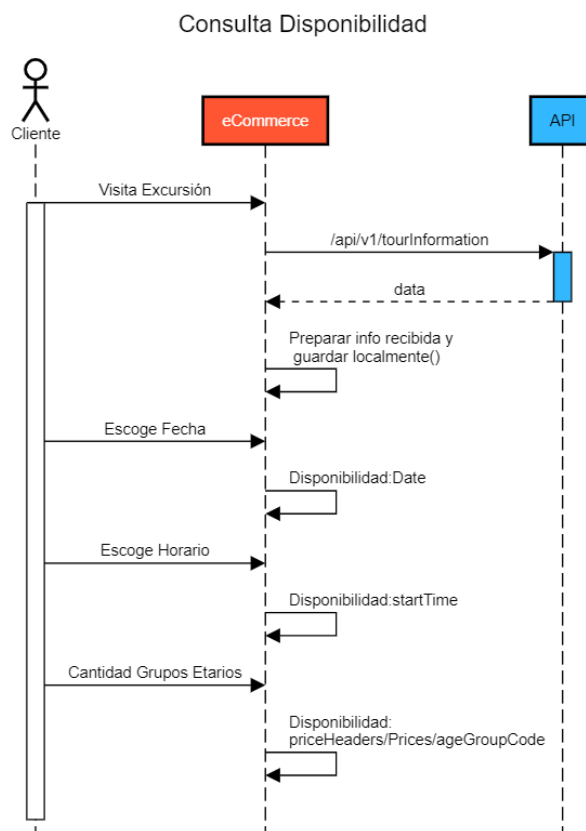 Consulta Disponibilidad
Cliente
eCommerce
API
Visita Excursión
/api/v1/tourInformation
data
Preparar info recibida y
guardar localmente()
Escoge Fecha
Disponibilidad:Date
Escoge Horario
Disponibilidad:startTime
Cantidad Grupos Etarios
Disponibilidad:
priceHeaders/Prices/ageGroupCode